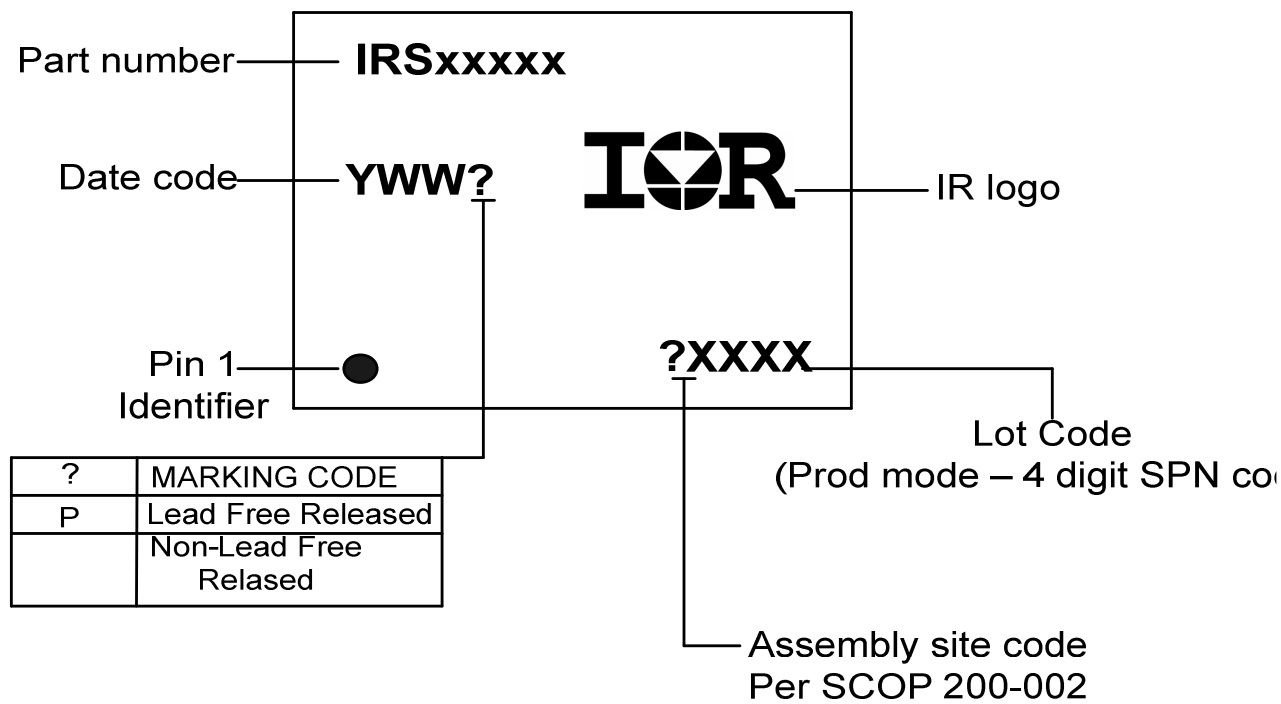 Part number
IRSxxxxx
Date code
YWW?
IOR
IR logo
Pin 1
Identifier
?XXXX
Lot Code
(Prod mode – 4 digit SPN co
? MARKING CODE
P Lead Free Released
Non-Lead Free
Relased
Assembly site code
Per SCOP 200-002